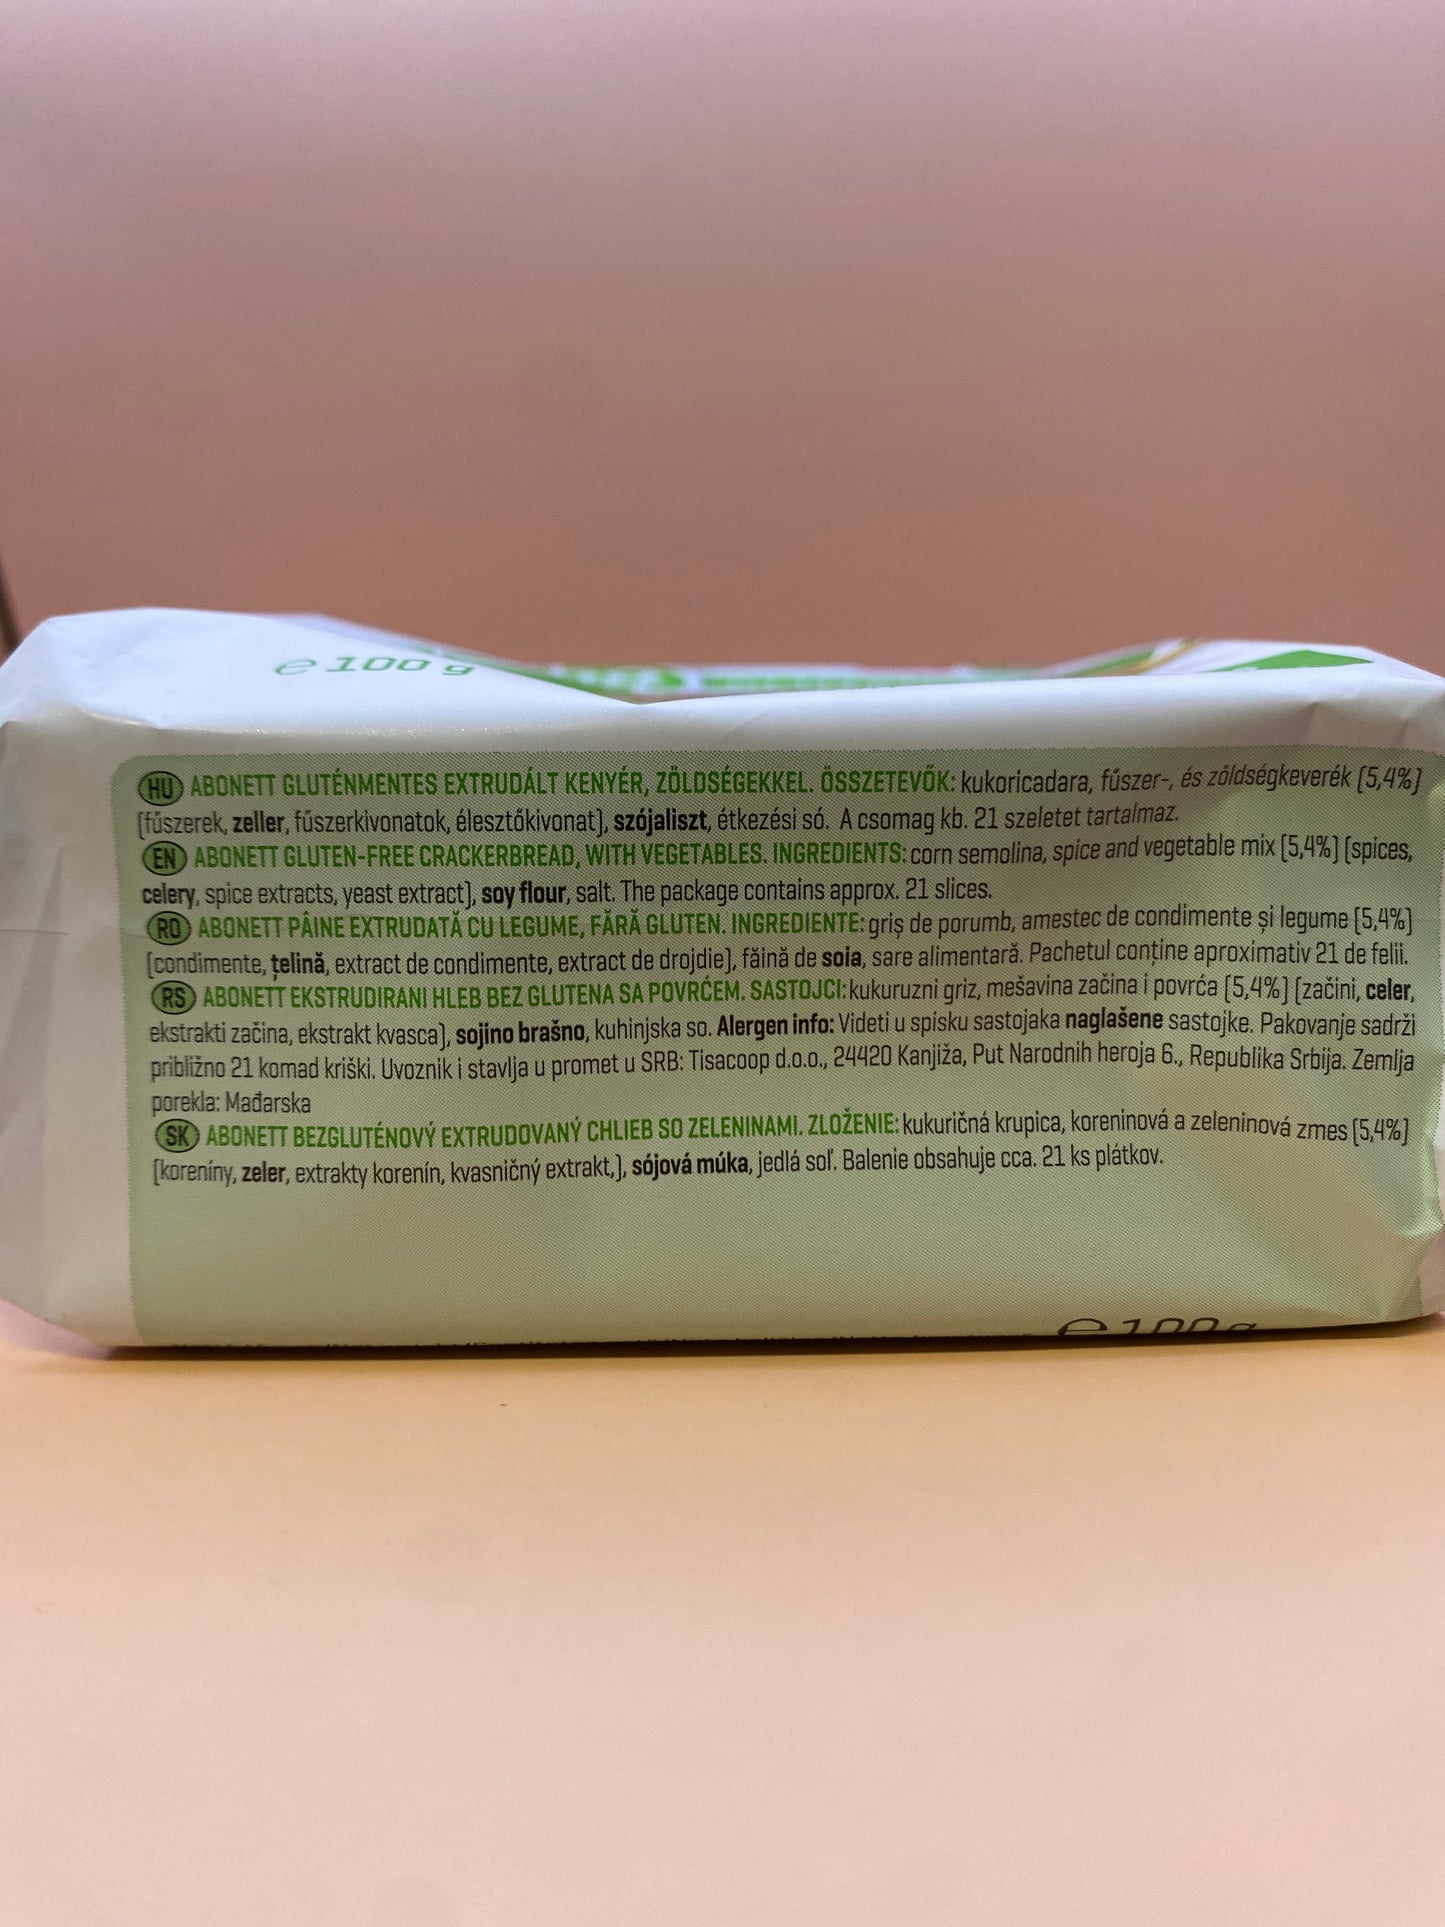 e 100 g
HU ABONETT GLUTÉNMENTES EXTRUDÁLT KENYÉR, ZÖLDSÉGEKKEL. ÖSSZETEVŐK: kukoricadara, fűszer-, és zöldségkeverék (5,4%)
(fűszerek, zeller, fűszerkivonatok, élesztőkivonat), szójaliszt, étkezési só. A csomag kb. 21 szeletet tartalmaz.
EN ABONETT GLUTEN-FREE CRACKERBREAD, WITH VEGETABLES. INGREDIENTS: corn semolina, spice and vegetable mix (5,4%) (spices,
celery, spice extracts, yeast extract), soy flour, salt. The package contains approx. 21 slices.
RO ABONETT PÂINE EXTRUDATĂ CU LEGUME, FĂRĂ GLUTEN. INGREDIENTE: griș de porumb, amestec de condimente și legume (5,4%)
(condimente, țelină, extract de condimente, extract de drojdie), făină de soia, sare alimentară. Pachetul conține aproximativ 21 de felii.
RS ABONETT EKSTRUDIRANI HLEB BEZ GLUTENA SA POVRĆEM. SASTOJCI: kukuruzni griz, mešavina začina i povrća (5,4%) (začini, celer,
ekstrakti začina, ekstrakt kvasca), sojino brašno, kuhinjska so. Alergen info: Videti u spisku sastojaka naglašene sastojke. Pakovanje sadrži
približno 21 komad kriški. Uvoznik i stavlja u promet u SRB: Tisacoop d.o.o., 24420 Kanjiža, Put Narodnih heroja 6., Republika Srbija. Zemlja
porekla: Mađarska
SK ABONETT BEZGLUTÉNOVÝ EXTRUDOVANÝ CHLIEB SO ZELENINAMI. ZLOŽENIE: kukuričná krupica, koreninová a zeleninová zmes (5,4%)
(koreníny, zeler, extrakty korenín, kvasničný extrakt,), sójová múka, jedlá soľ. Balenie obsahuje cca. 21 ks plátkov.
e 100 g